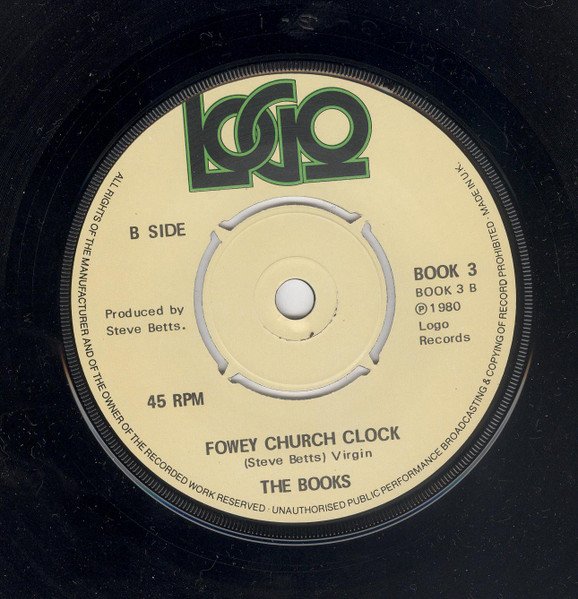 LOGO
B SIDE
BOOK 3
BOOK 3 B
Ⓟ1980
Logo
Records
Produced by
Steve Betts.
45 RPM
FOWEY CHURCH CLOCK
(Steve Betts) Virgin
THE BOOKS
ALL RIGHTS OF THE MANUFACTURER AND OF THE OWNER OF THE RECORDED WORK RESERVED · UNAUTHORISED PUBLIC PERFORMANCE BROADCASTING & COPYING OF RECORD PROHIBITED · MADE IN U.K.